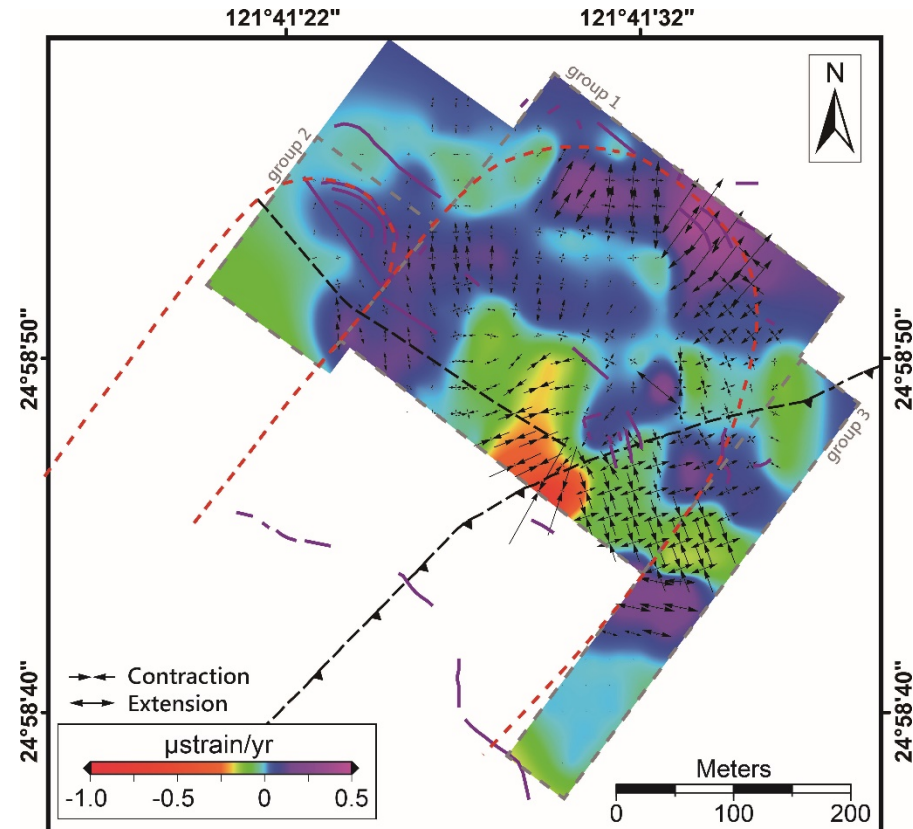 121°41'22" 121°41'32"
N
group 1
group 2
24°58'50" 24°58'50"
group 3
24°58'40" 24°58'40"
Contraction
Extension
μstrain/yr
-1.0 -0.5 0 0.5
Meters
0 100 200